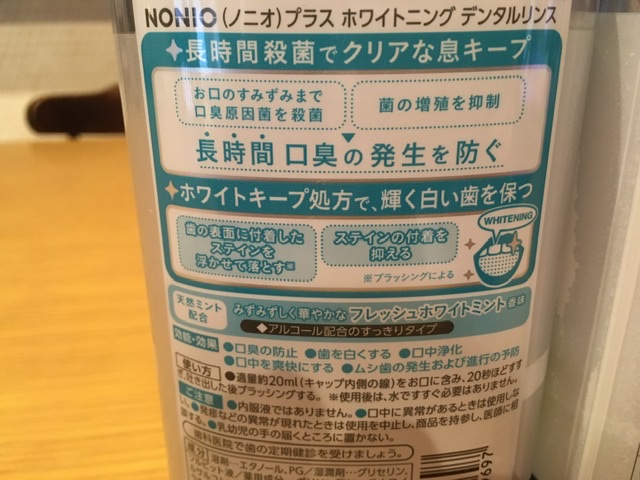 NONIO (ノニオ)プラス ホワイトニング デンタルリンス
長時間殺菌でクリアな息キープ
お口のすみずみまで
口臭原因菌を殺菌
菌の増殖を抑制
長時間 口臭の発生を防ぐ
ホワイトキープ処方で、輝く白い歯を保つ
歯の表面に付着した
ステインを
浮かせて落とす※
ステインの付着を
抑える
※ブラッシングによる
WHITENING
天然ミント
配合
みずみずしく華やかなフレッシュホワイトミント香味
◆アルコール配合のすっきりタイプ
効能・効果 ●口臭の防止 ●歯を白くする ●口中浄化
●口中を爽快にする ●ムシ歯の発生および進行の予防
使い方 ●適量約20ml(キャップ内側の線)をお口に含み、20秒ほどすす
ぎ、吐き出した後ブラッシングする。※使用後は、水ですすぐ必要はありません。
ご注意 ●内服液ではありません。●口中に異常があるときは使用しな
い。●発疹などの異常が現れたときは使用を中止し、商品を持参し、医師に相
談する。●乳幼児の手の届くところに置かない。
歯科医院で歯の定期健診を受けましょう。
成分 溶剤…エタノール、PG/湿潤剤…グリセリン、